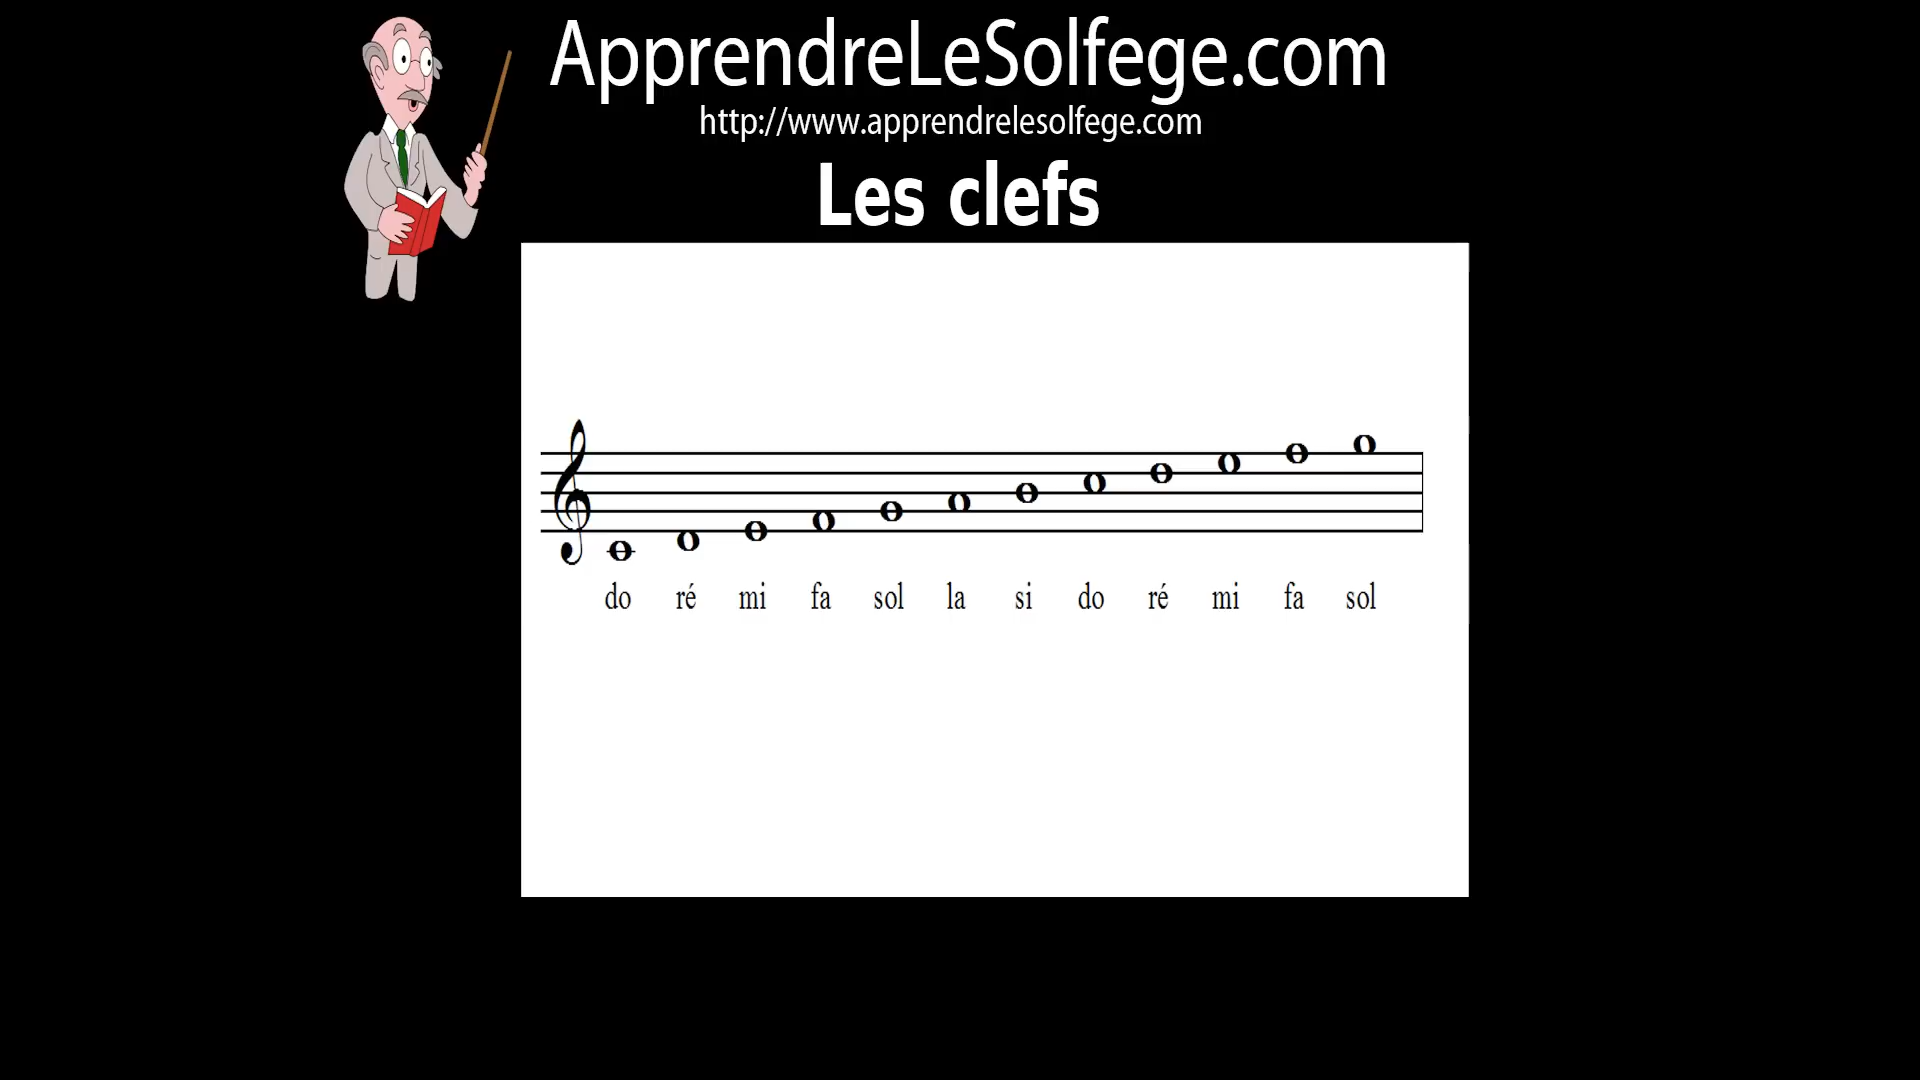 ApprendreLeSolfege.com
http://www.apprendrelesolfege.com
Les clefs
do ré mi fa sol la si do ré mi fa sol